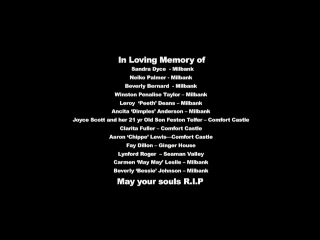 In Loving Memory of
Sandra Dyce - Milbank
Neiko Palmer - Milbank
Beverly Bernard - Milbank
Winston Penalise Taylor – Milbank
Leroy 'Peeth' Deans – Milbank
Ancita 'Dimples' Anderson – Milbank
Joyce Scott and her 21 yr Old Son Feston Telfer – Comfort Castle
Clarita Fuller – Comfort Castle
Aaron 'Chippe' Lewis—Comfort Castle
Fay Dillon – Ginger House
Lynford Roger – Seaman Valley
Carmen 'May May' Leslie – Milbank
Beverly 'Bessie' Johnson – Milbank
May your souls R.I.P